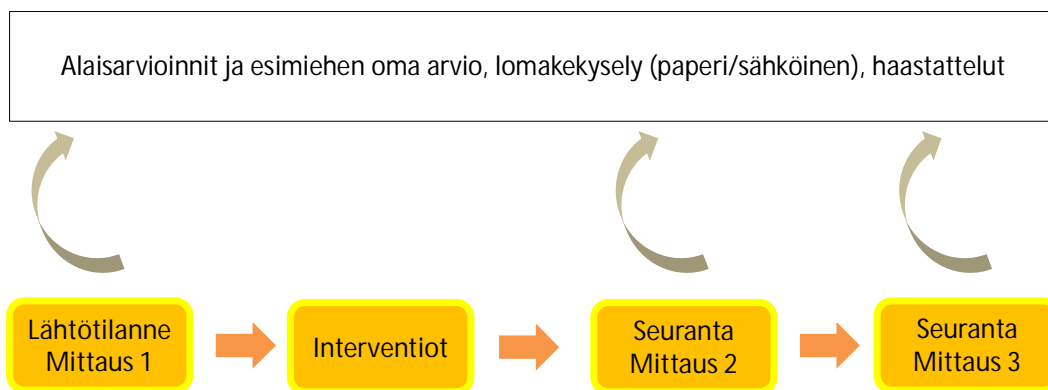 Alaisarvioinnit ja esimiehen oma arvio, lomakekysely (paperi/sähköinen), haastattelut
Lähtötilanne
Mittaus 1
Interventiot
Seuranta
Mittaus 2
Seuranta
Mittaus 3